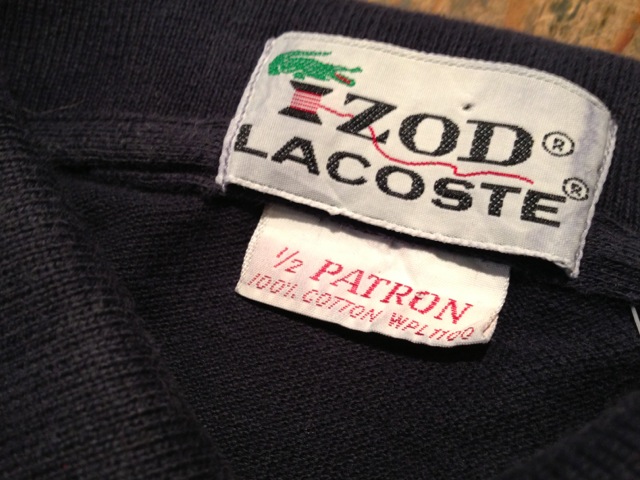 IZOD®
LACOSTE®
½ PATRON
100% COTTON WPL1100